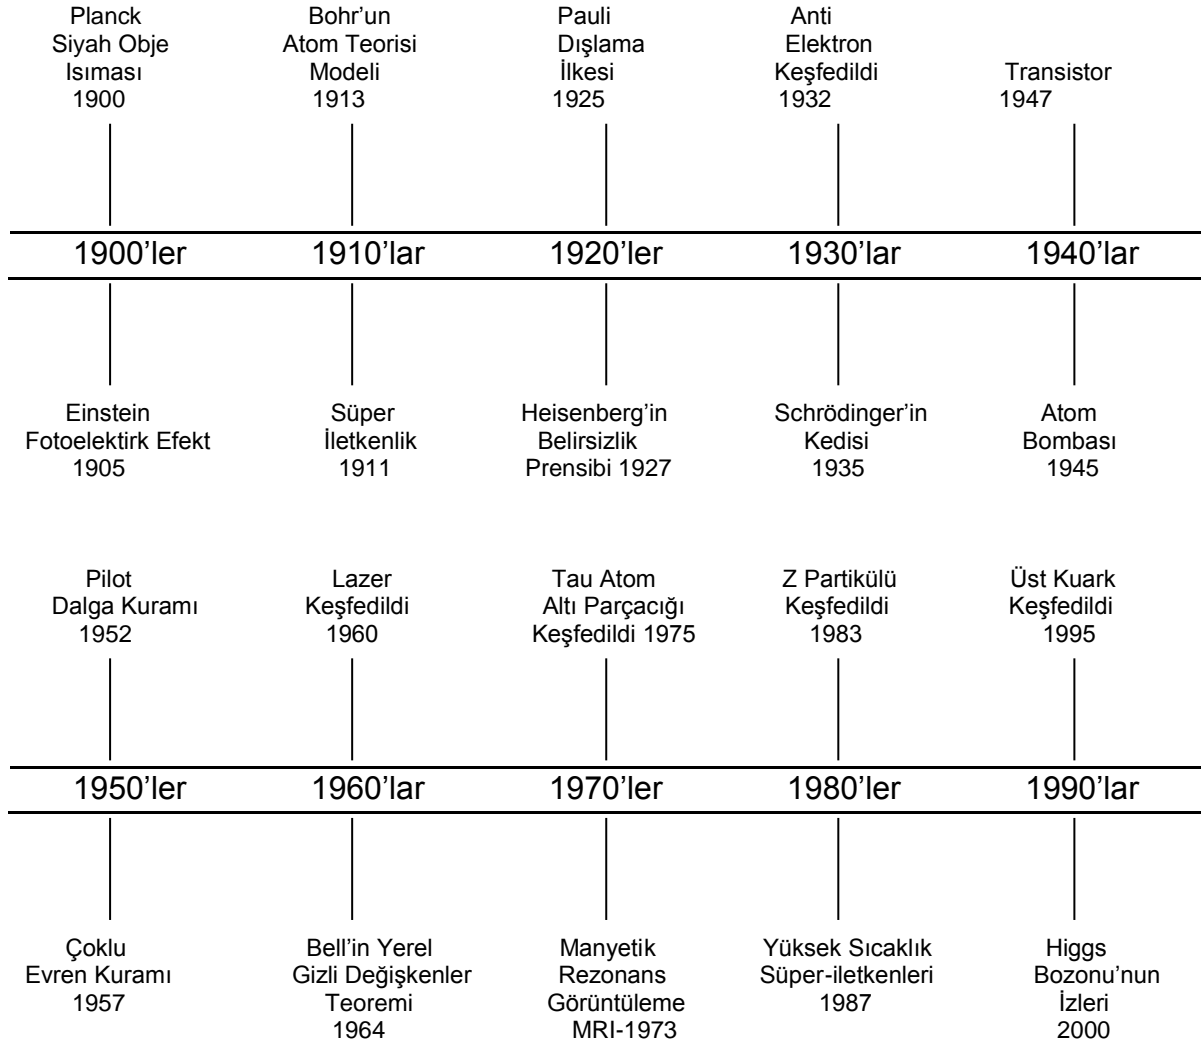 Planck
Siyah Obje
Isıması
1900
Bohr'un
Atom Teorisi
Modeli
1913
Pauli
Dışlama
İlkesi
1925
Anti
Elektron
Keşfedildi
1932
Transistor
1947
1900'ler
1910'lar
1920'ler
1930'lar
1940'lar
Einstein
Fotoelektirk Efekt
1905
Süper
İletkenlik
1911
Heisenberg'in
Belirsizlik
Prensibi 1927
Schrödinger'in
Kedisi
1935
Atom
Bombası
1945
Pilot
Dalga Kuramı
1952
Lazer
Keşfedildi
1960
Tau Atom
Altı Parçacığı
Keşfedildi 1975
Z Partikülü
Keşfedildi
1983
Üst Kuark
Keşfedildi
1995
1950'ler
1960'lar
1970'ler
1980'ler
1990'lar
Çoklu
Evren Kuramı
1957
Bell'in Yerel
Gizli Değişkenler
Teoremi
1964
Manyetik
Rezonans
Görüntüleme
MRI-1973
Yüksek Sıcaklık
Süper-iletkenleri
1987
Higgs
Bozonu'nun
İzleri
2000